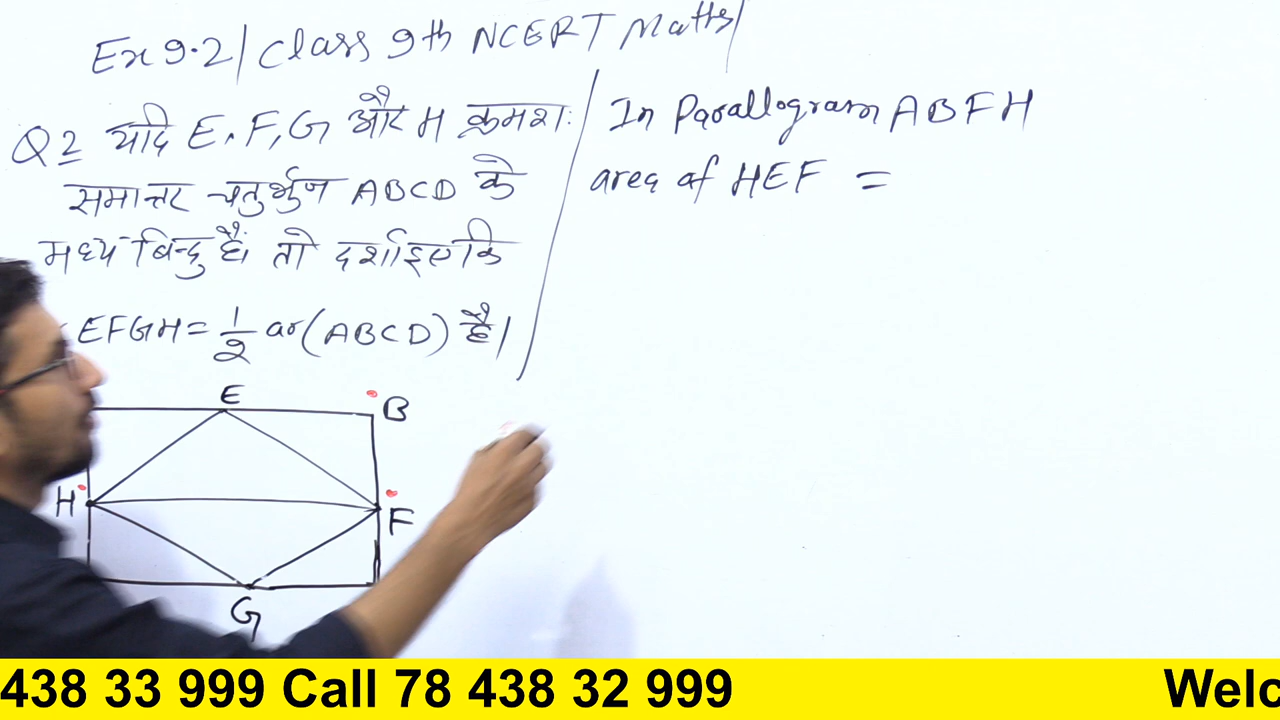 Ex 9.2 | Class 9th NCERT Maths |
Q2 यदि E, F, G और H क्रमशः
समान्तर चतुर्भुज ABCD के
मध्य बिन्दु हैं। तो दर्शाइए कि
EFGH = 1/2 ar(ABCD) है।
In Parallogram ABFH
area of HEF =
E
B
H
F
G
438 33 999 Call 78 438 32 999
Welc